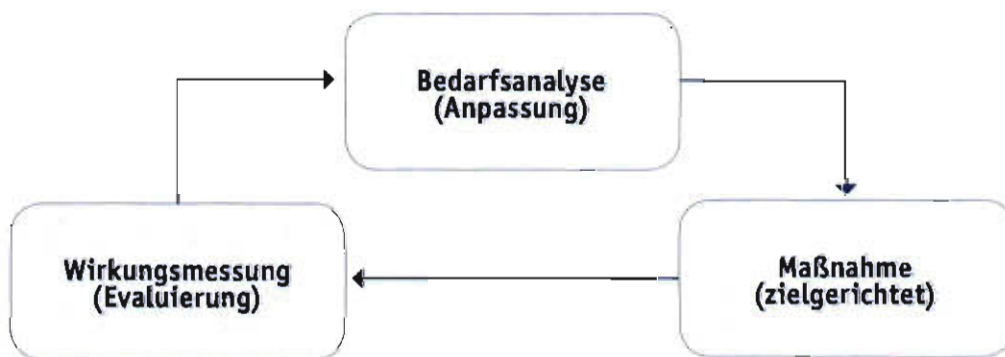 Bedarfsanalyse
(Anpassung)
Wirkungsmessung
(Evaluierung)
Maßnahme
(zielgerichtet)